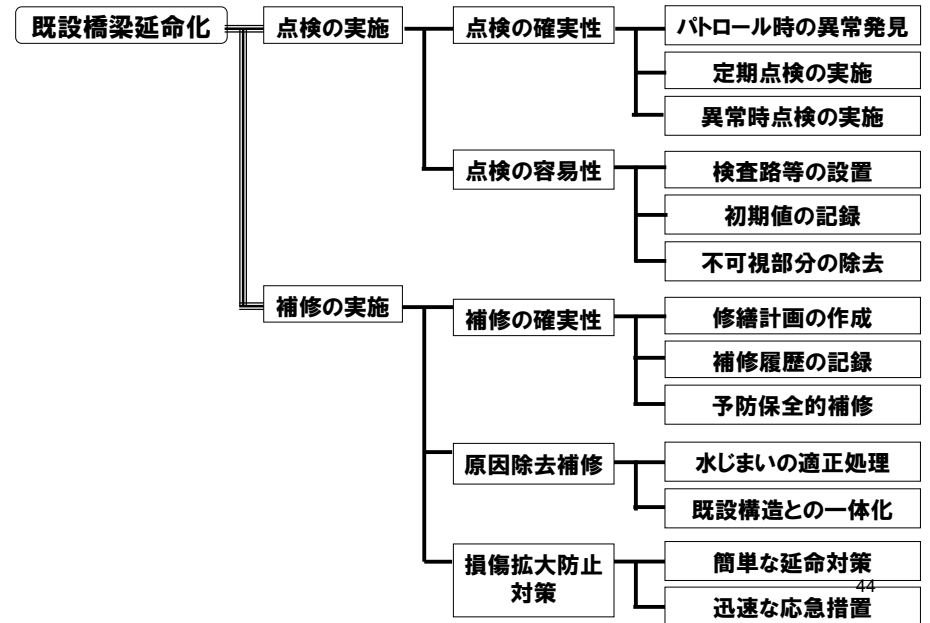 既設橋梁延命化
点検の実施
点検の確実性
パトロール時の異常発見
定期点検の実施
異常時点検の実施
点検の容易性
検査路等の設置
初期値の記録
不可視部分の除去
補修の実施
補修の確実性
修繕計画の作成
補修履歴の記録
予防保全的補修
原因除去補修
水じまいの適正処理
既設構造との一体化
損傷拡大防止
対策
簡単な延命対策
迅速な応急措置
44